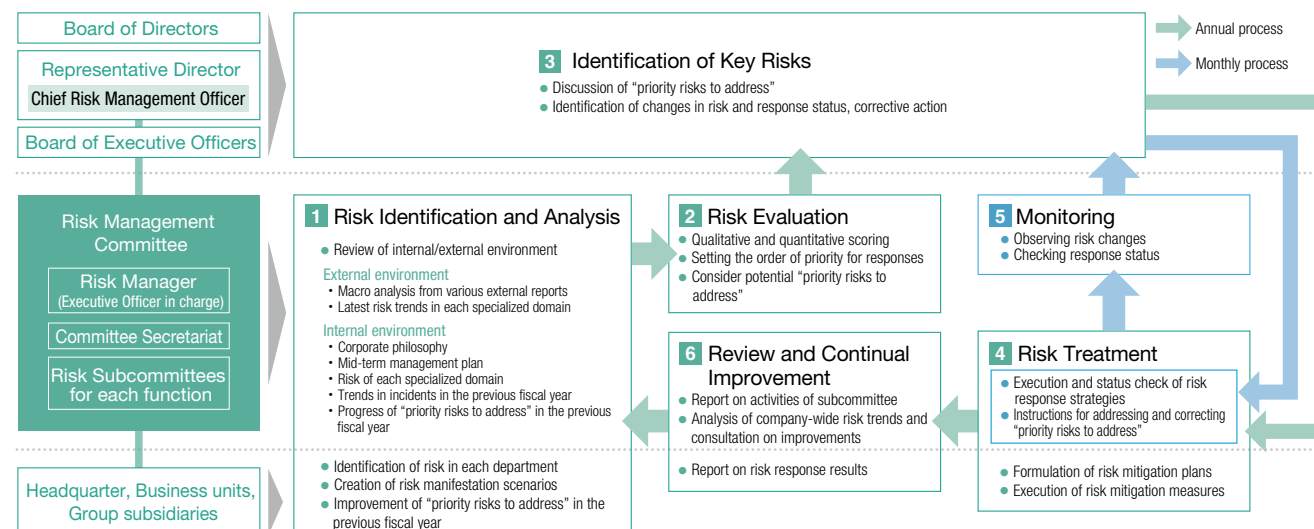 Board of Directors
Representative Director
Chief Risk Management Officer
Board of Executive Officers
3 Identification of Key Risks
● Discussion of “priority risks to address”
● Identification of changes in risk and response status, corrective action
Annual process
Monthly process
Risk Management
Committee
Risk Manager
(Executive Officer in charge)
Committee Secretariat
Risk Subcommittees
for each function
1 Risk Identification and Analysis
● Review of internal/external environment
External environment
• Macro analysis from various external reports
• Latest risk trends in each specialized domain
Internal environment
• Corporate philosophy
• Mid-term management plan
• Risk of each specialized domain
• Trends in incidents in the previous fiscal year
• Progress of “priority risks to address” in the previous
fiscal year
2 Risk Evaluation
● Qualitative and quantitative scoring
● Setting the order of priority for responses
● Consider potential “priority risks to
address”
5 Monitoring
● Observing risk changes
● Checking response status
6 Review and Continual
Improvement
● Report on activities of subcommittee
● Analysis of company-wide risk trends and
consultation on improvements
● Report on risk response results
4 Risk Treatment
● Execution and status check of risk
response strategies
● Instructions for addressing and correcting
“priority risks to address”
● Formulation of risk mitigation plans
● Execution of risk mitigation measures
Headquarter, Business units,
Group subsidiaries
● Identification of risk in each department
● Creation of risk manifestation scenarios
● Improvement of “priority risks to address” in the
previous fiscal year